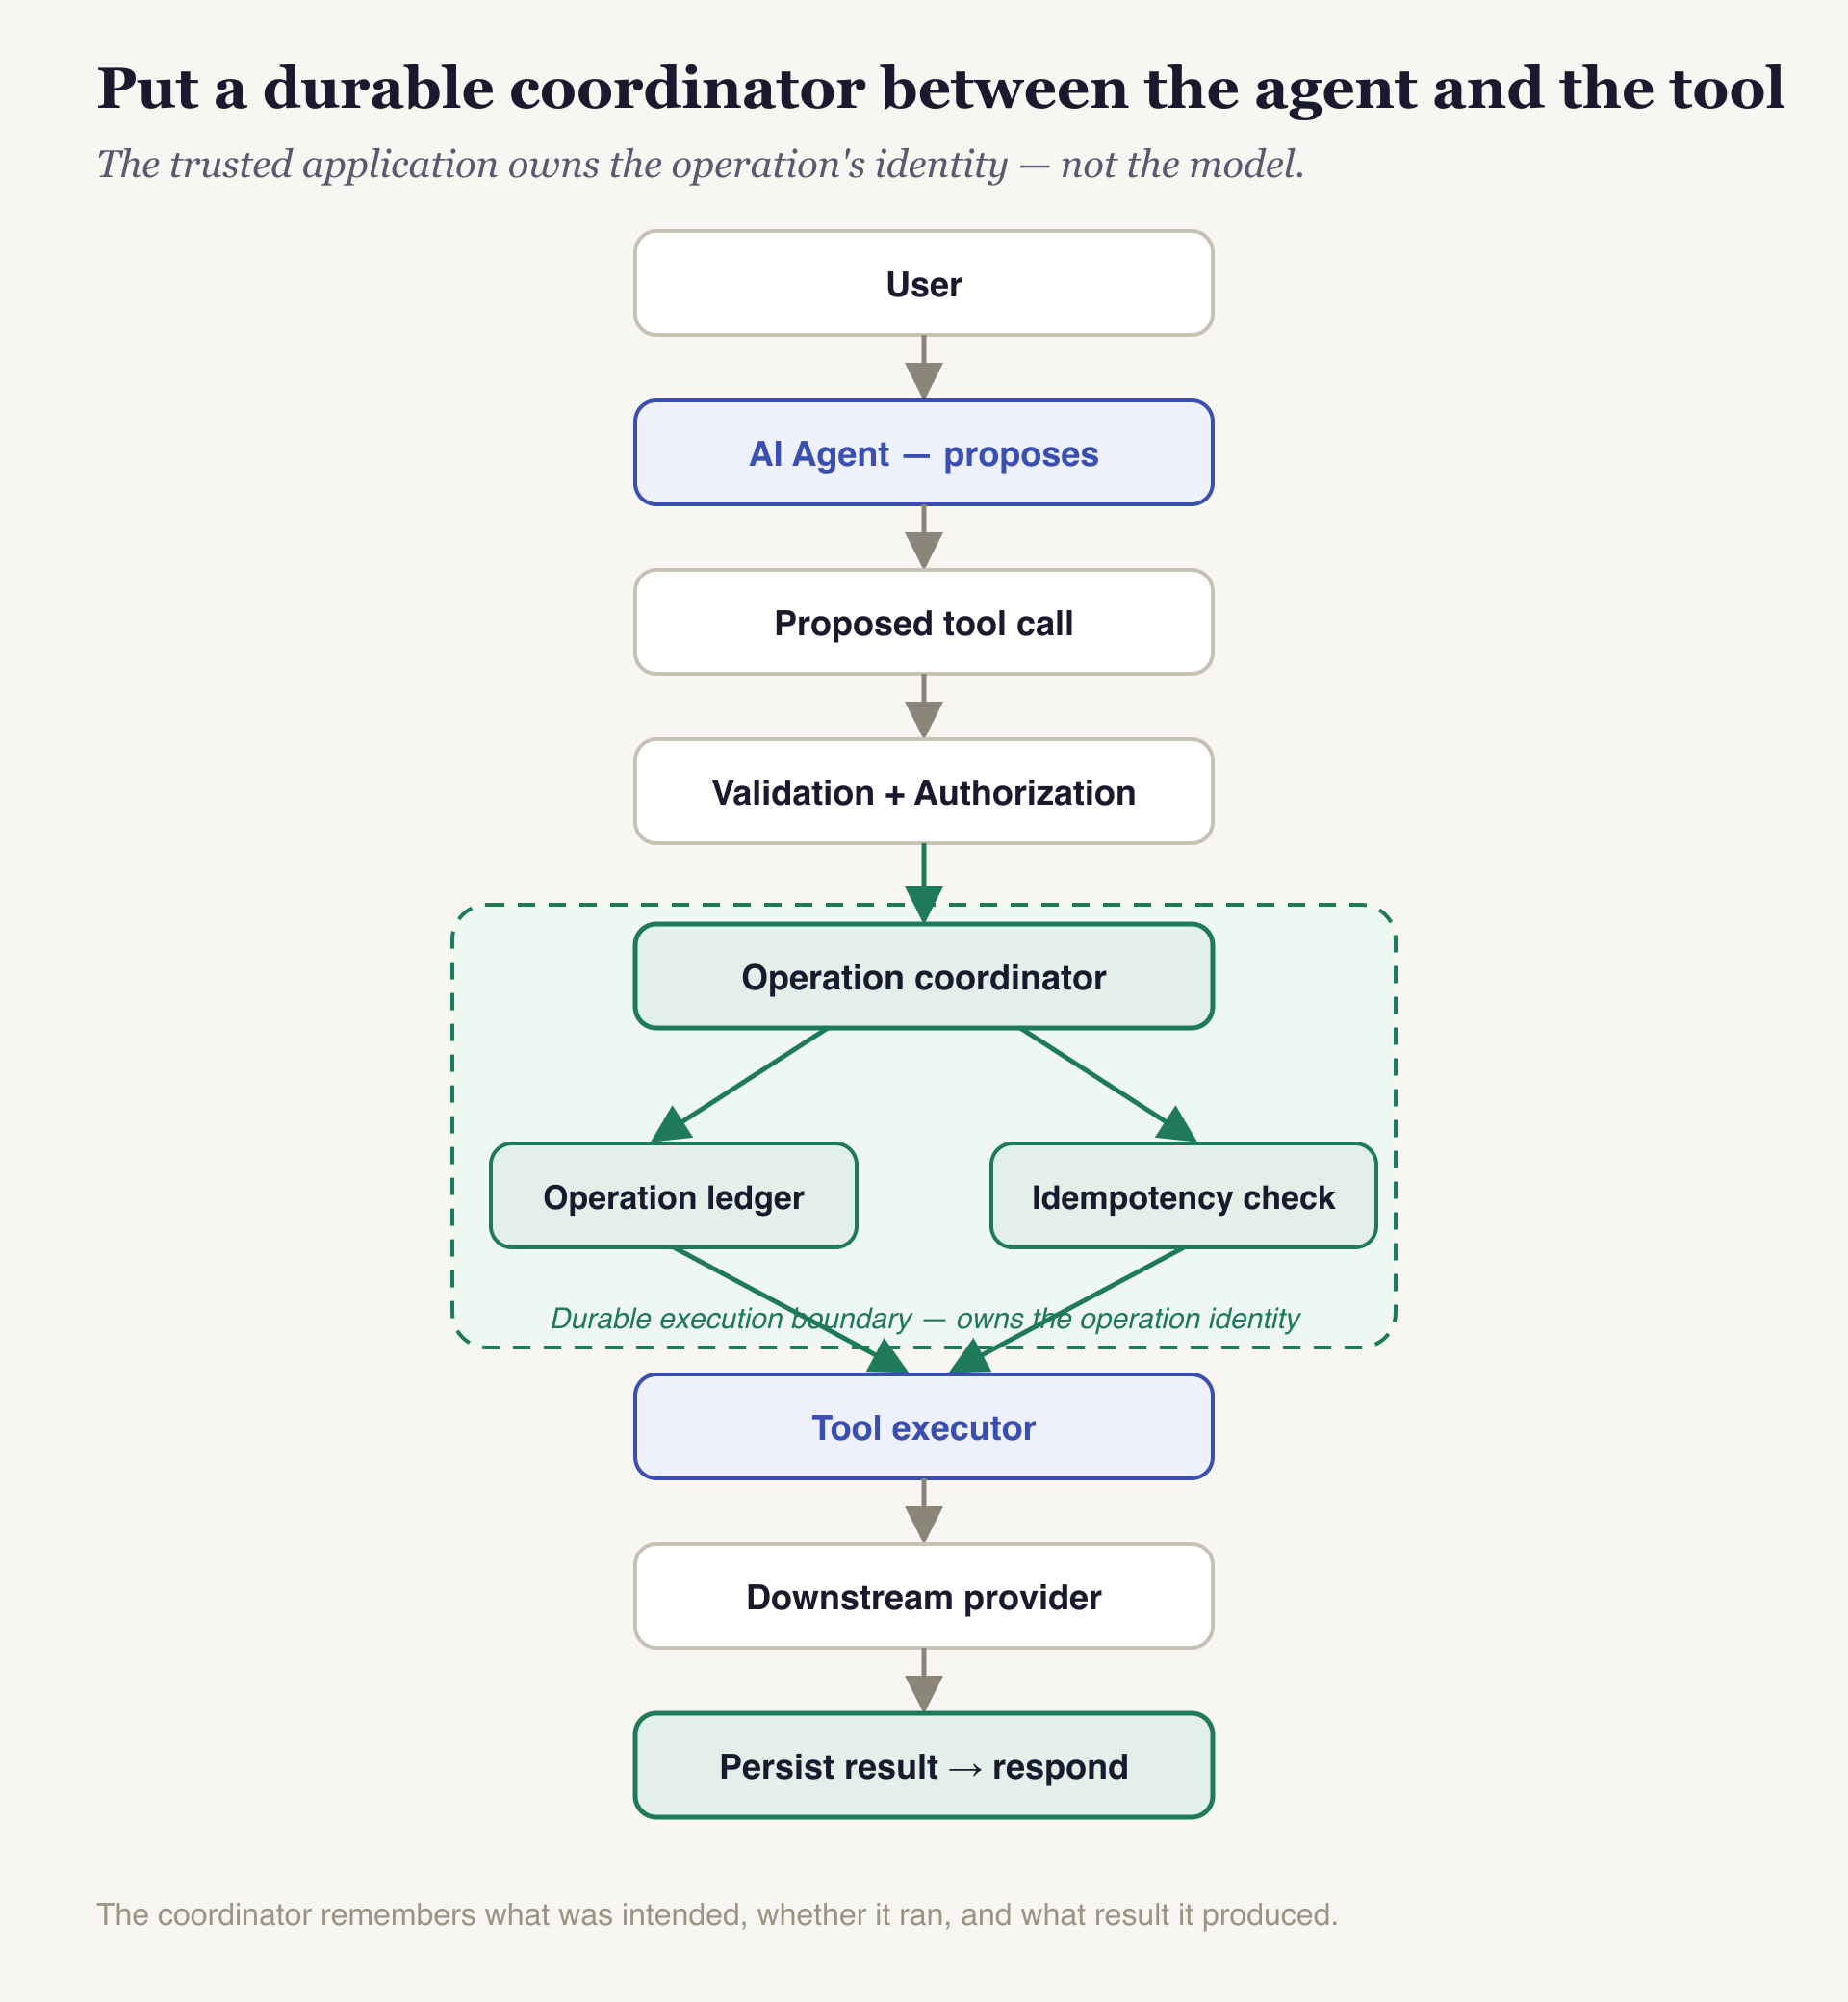 Put a durable coordinator between the agent and the tool
The trusted application owns the operation's identity — not the model.
User
AI Agent — proposes
Proposed tool call
Validation + Authorization
Operation coordinator
Operation ledger
Idempotency check
Durable execution boundary — owns the operation identity
Tool executor
Downstream provider
Persist result → respond
The coordinator remembers what was intended, whether it ran, and what result it produced.